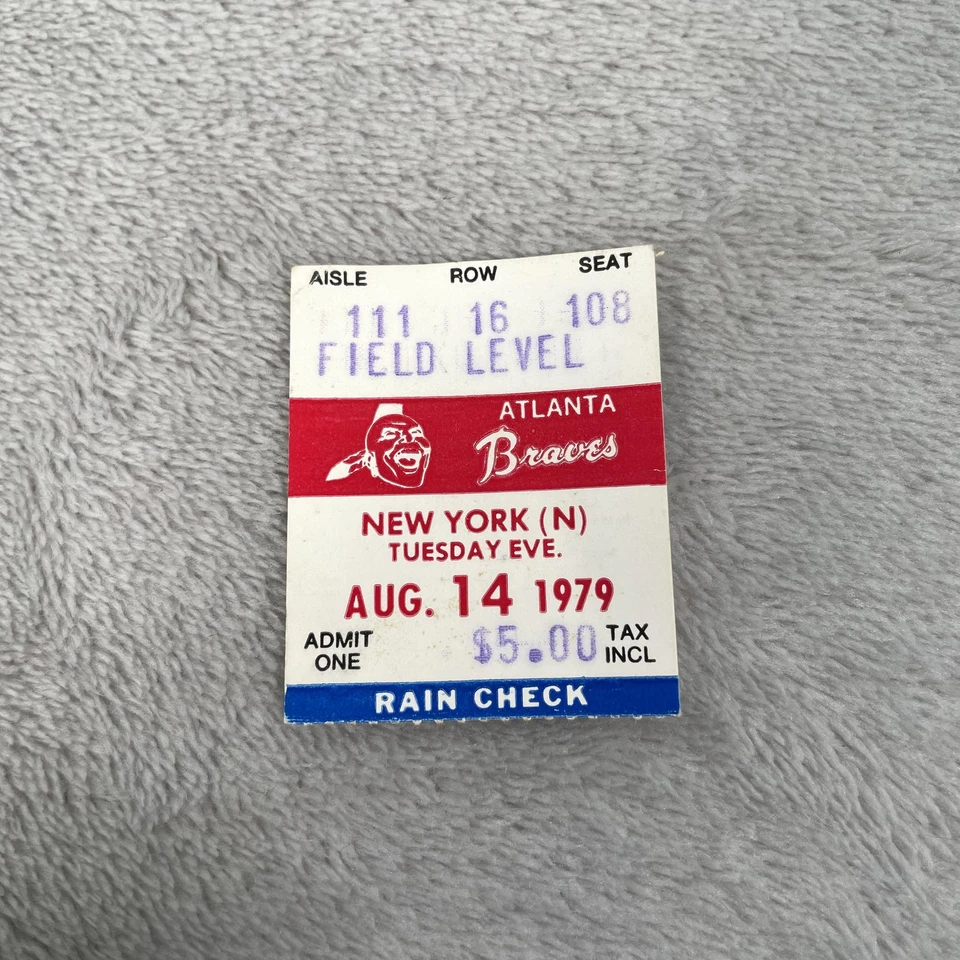 AISLE ROW SEAT
111 16 108
FIELD LEVEL
ATLANTA
Braves
NEW YORK (N)
TUESDAY EVE.
AUG. 14 1979
ADMIT ONE $5.00 TAX INCL
RAIN CHECK